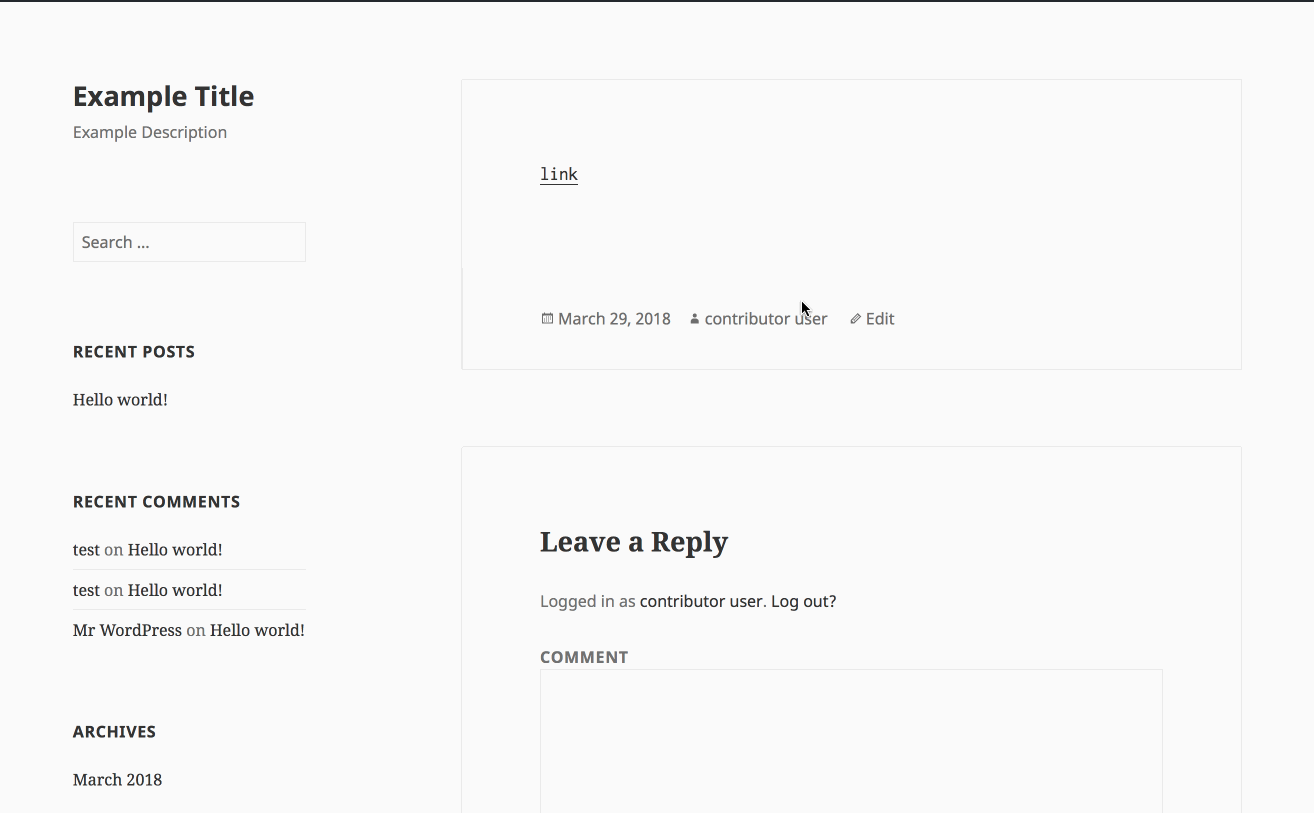 Example Title
Example Description
Search ...
RECENT POSTS
Hello world!
RECENT COMMENTS
test on Hello world!
test on Hello world!
Mr WordPress on Hello world!
ARCHIVES
March 2018
link
March 29, 2018 contributor user Edit
Leave a Reply
Logged in as contributor user. Log out?
COMMENT